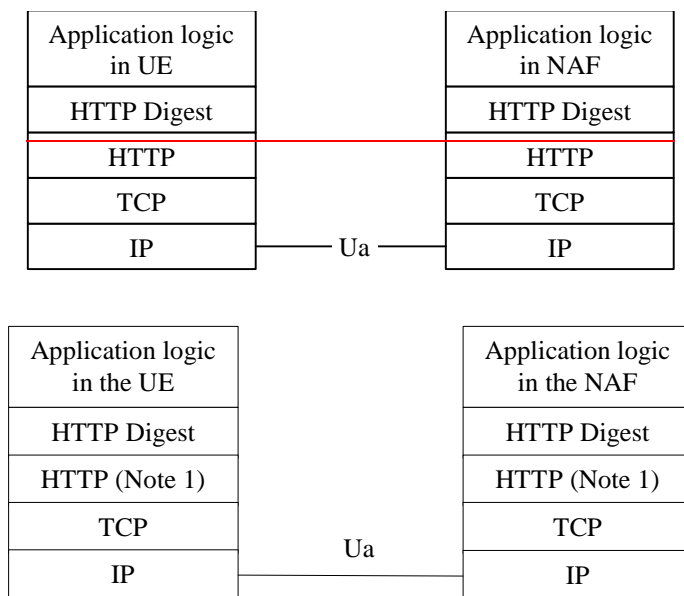 Application logic
in UE
HTTP Digest
HTTP
TCP
IP
Application logic
in NAF
HTTP Digest
HTTP
TCP
IP
Ua
Application logic
in the UE
HTTP Digest
HTTP (Note 1)
TCP
IP
Application logic
in the NAF
HTTP Digest
HTTP (Note 1)
TCP
IP
Ua